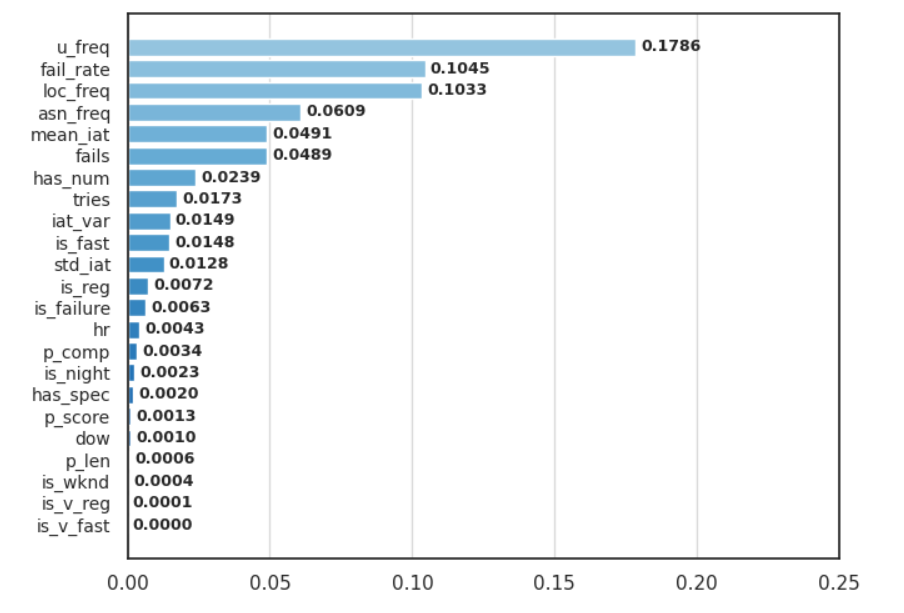 u_freq 0.1786
fail_rate 0.1045
loc_freq 0.1033
asn_freq 0.0609
mean_iat 0.0491
fails 0.0489
has_num 0.0239
tries 0.0173
iat_var 0.0149
is_fast 0.0148
std_iat 0.0128
is_reg 0.0072
is_failure 0.0063
hr 0.0043
p_comp 0.0034
is_night 0.0023
has_spec 0.0020
p_score 0.0013
dow 0.0010
p_len 0.0006
is_wknd 0.0004
is_v_reg 0.0001
is_v_fast 0.0000
0.00 0.05 0.10 0.15 0.20 0.25